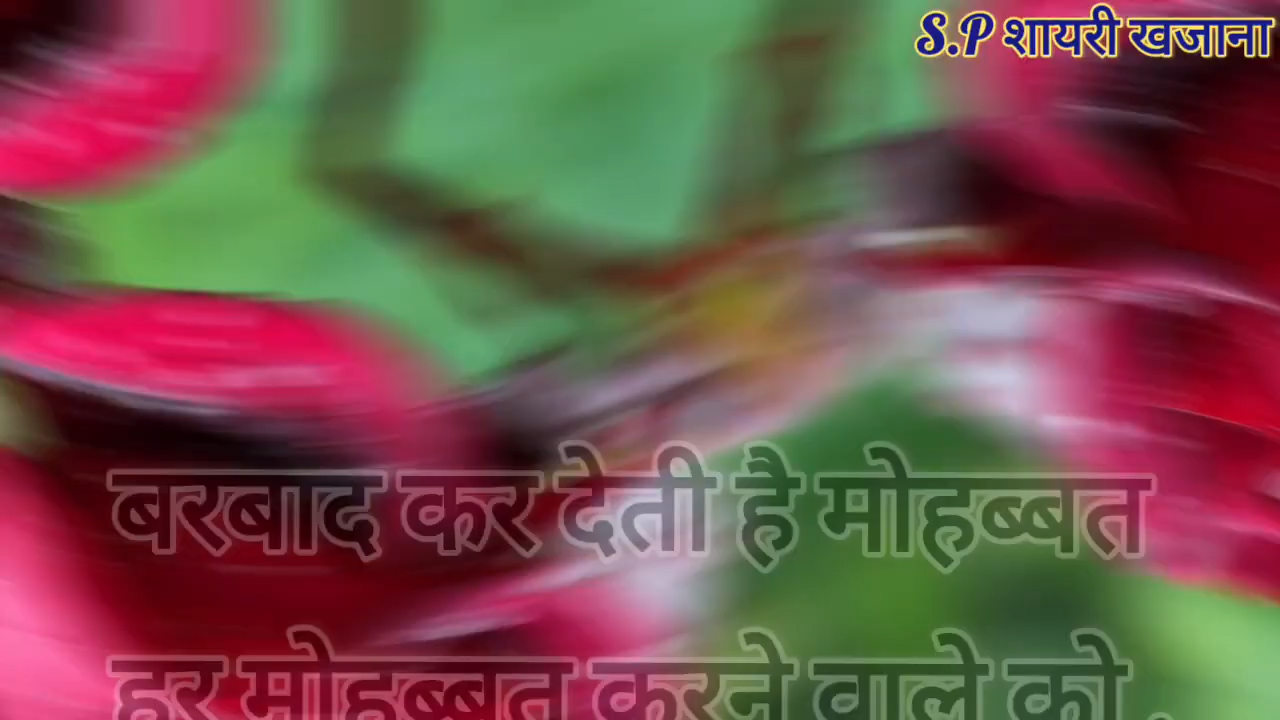 S.P शायरी खजाना
बरबाद कर देती है मोहब्बत
हर मोहब्बत करने वाले को